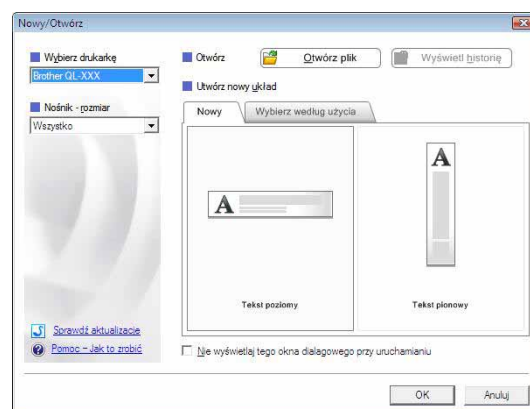 Nowy/Otwórz
Wybierz drukarkę
Brother QL-XXX
Nośnik - rozmiar
Wszystko
Sprawdź aktualizacje
Pomoc - Jak to zrobić
Otwórz
Otwórz plik
Wyświetl historię
Utwórz nowy układ
Nowy
Wybierz według użycia
A
Tekst poziomy
A
Tekst pionowy
Nie wyświetlaj tego okna dialagowego przy uruchamianiu
OK
Anuluj